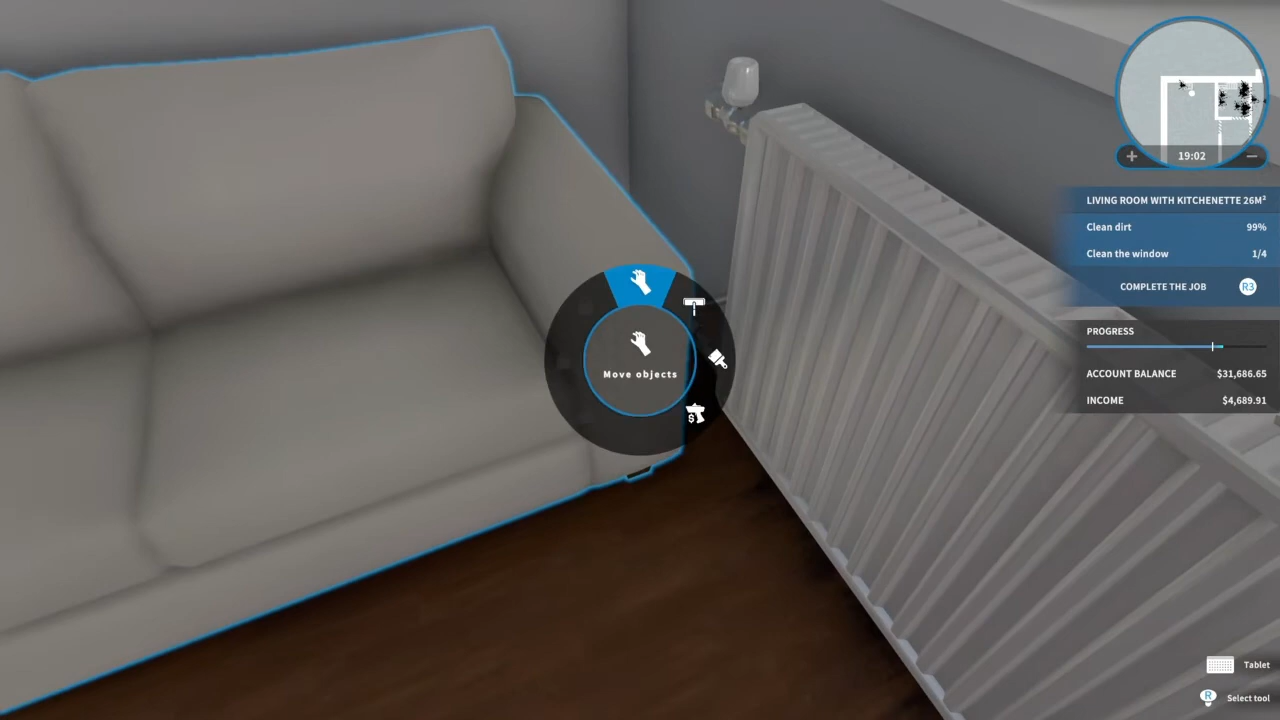 + 19:02 −
LIVING ROOM WITH KITCHENETTE 26M²
Clean dirt 99%
Clean the window 1/4
COMPLETE THE JOB R3
PROGRESS
ACCOUNT BALANCE $31,686.65
INCOME $4,689.91
Move objects
$
Tablet
R Select tool